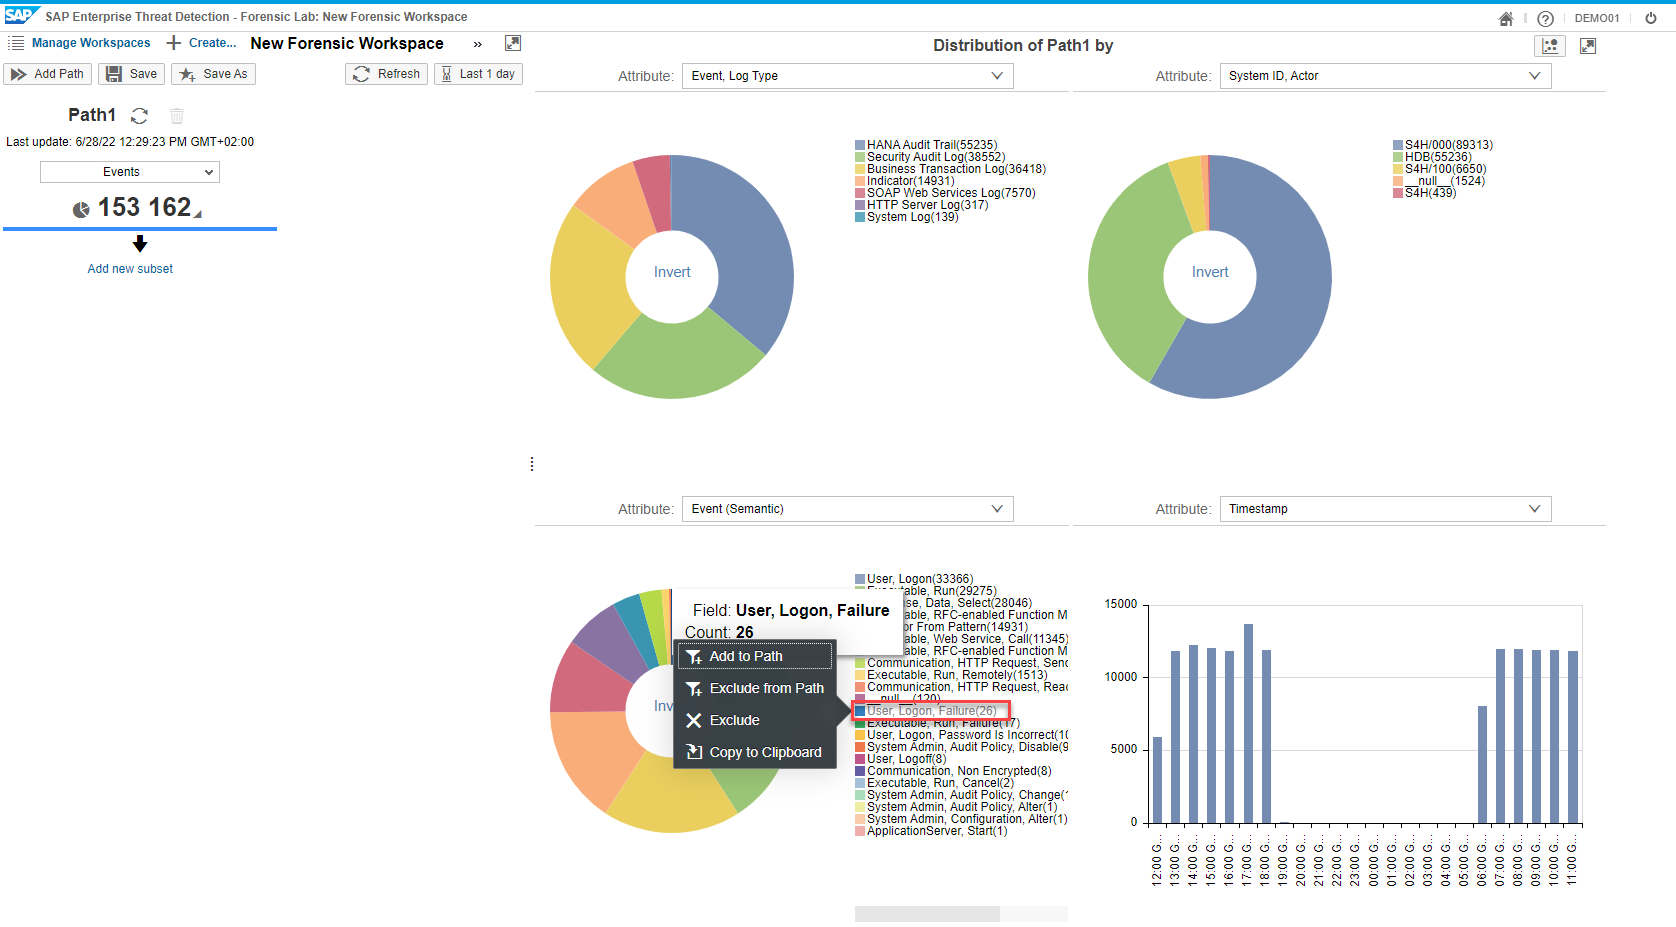 SAP SAP Enterprise Threat Detection - Forensic Lab: New Forensic Workspace
DEMO01
Manage Workspaces
Create...
New Forensic Workspace
»
Add Path
Save
Save As
Refresh
Last 1 day
Path1
Last update: 6/28/22 12:29:23 PM GMT+02:00
Events
153 162
Add new subset
Distribution of Path1 by
Attribute: Event, Log Type
Invert
HANA Audit Trail(55235)
Security Audit Log(38552)
Business Transaction Log(36418)
Indicator(14931)
SOAP Web Services Log(7570)
HTTP Server Log(317)
System Log(139)
Attribute: System ID, Actor
Invert
S4H/000(89313)
HDB(55236)
S4H/100(6650)
__null__(1524)
S4H(439)
Attribute: Event (Semantic)
Inv
User, Logon(33366)
table, Run(29275)
se, Data, Select(28046)
table, RFC-enabled Function M
or From Pattern(14931)
table, Web Service, Call(11345)
table, RFC-enabled Function M
Communication, HTTP Request, Senc
Executable, Run, Remotely(1513)
Communication, HTTP Request, Reac
__null__(120)
User, Logon, Failure(26)
Executable, Run, Failure(17)
User, Logon, Password Is Incorrect(10
System Admin, Audit Policy, Disable(9
User, Logoff(8)
Communication, Non Encrypted(8)
Executable, Run, Cancel(2)
System Admin, Audit Policy, Change(1
System Admin, Audit Policy, Alter(1)
System Admin, Configuration, Alter(1)
ApplicationServer, Start(1)
Field: User, Logon, Failure
Count: 26
Add to Path
Exclude from Path
Exclude
Copy to Clipboard
Attribute: Timestamp
15000
10000
5000
0
12:00 G...
13:00 G...
14:00 G...
15:00 G...
16:00 G...
17:00 G...
18:00 G...
19:00 G...
20:00 G...
21:00 G...
22:00 G...
23:00 G...
00:00 G...
01:00 G...
02:00 G...
03:00 G...
04:00 G...
05:00 G...
06:00 G...
07:00 G...
08:00 G...
09:00 G...
10:00 G...
11:00 G...